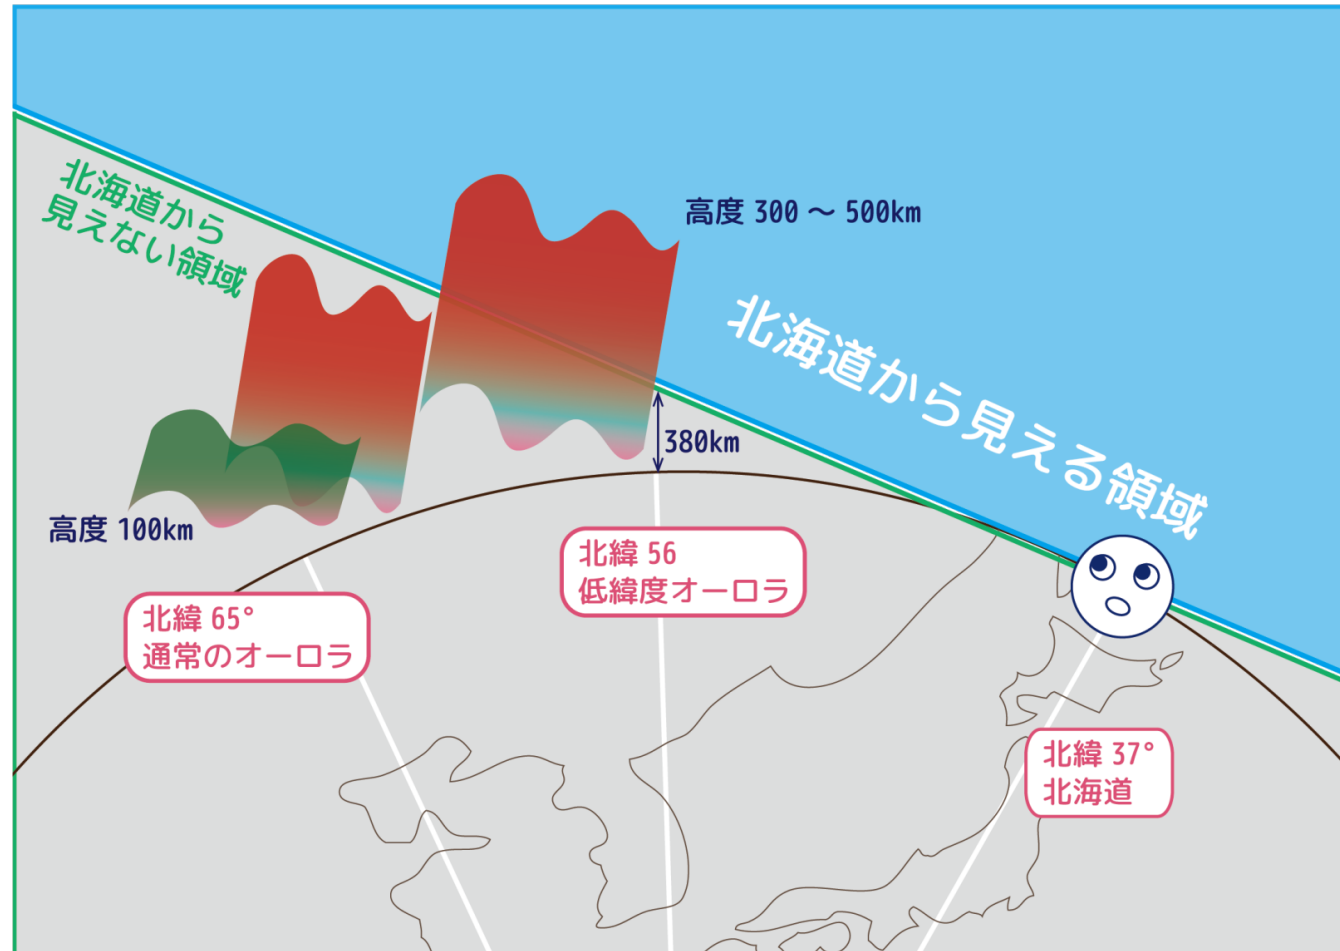 北海道から
見えない領域
高度 300 ～ 500km
北海道から見える領域
380km
高度 100km
北緯 56
低緯度オーロラ
北緯 65°
通常のオーロラ
北緯 37°
北海道